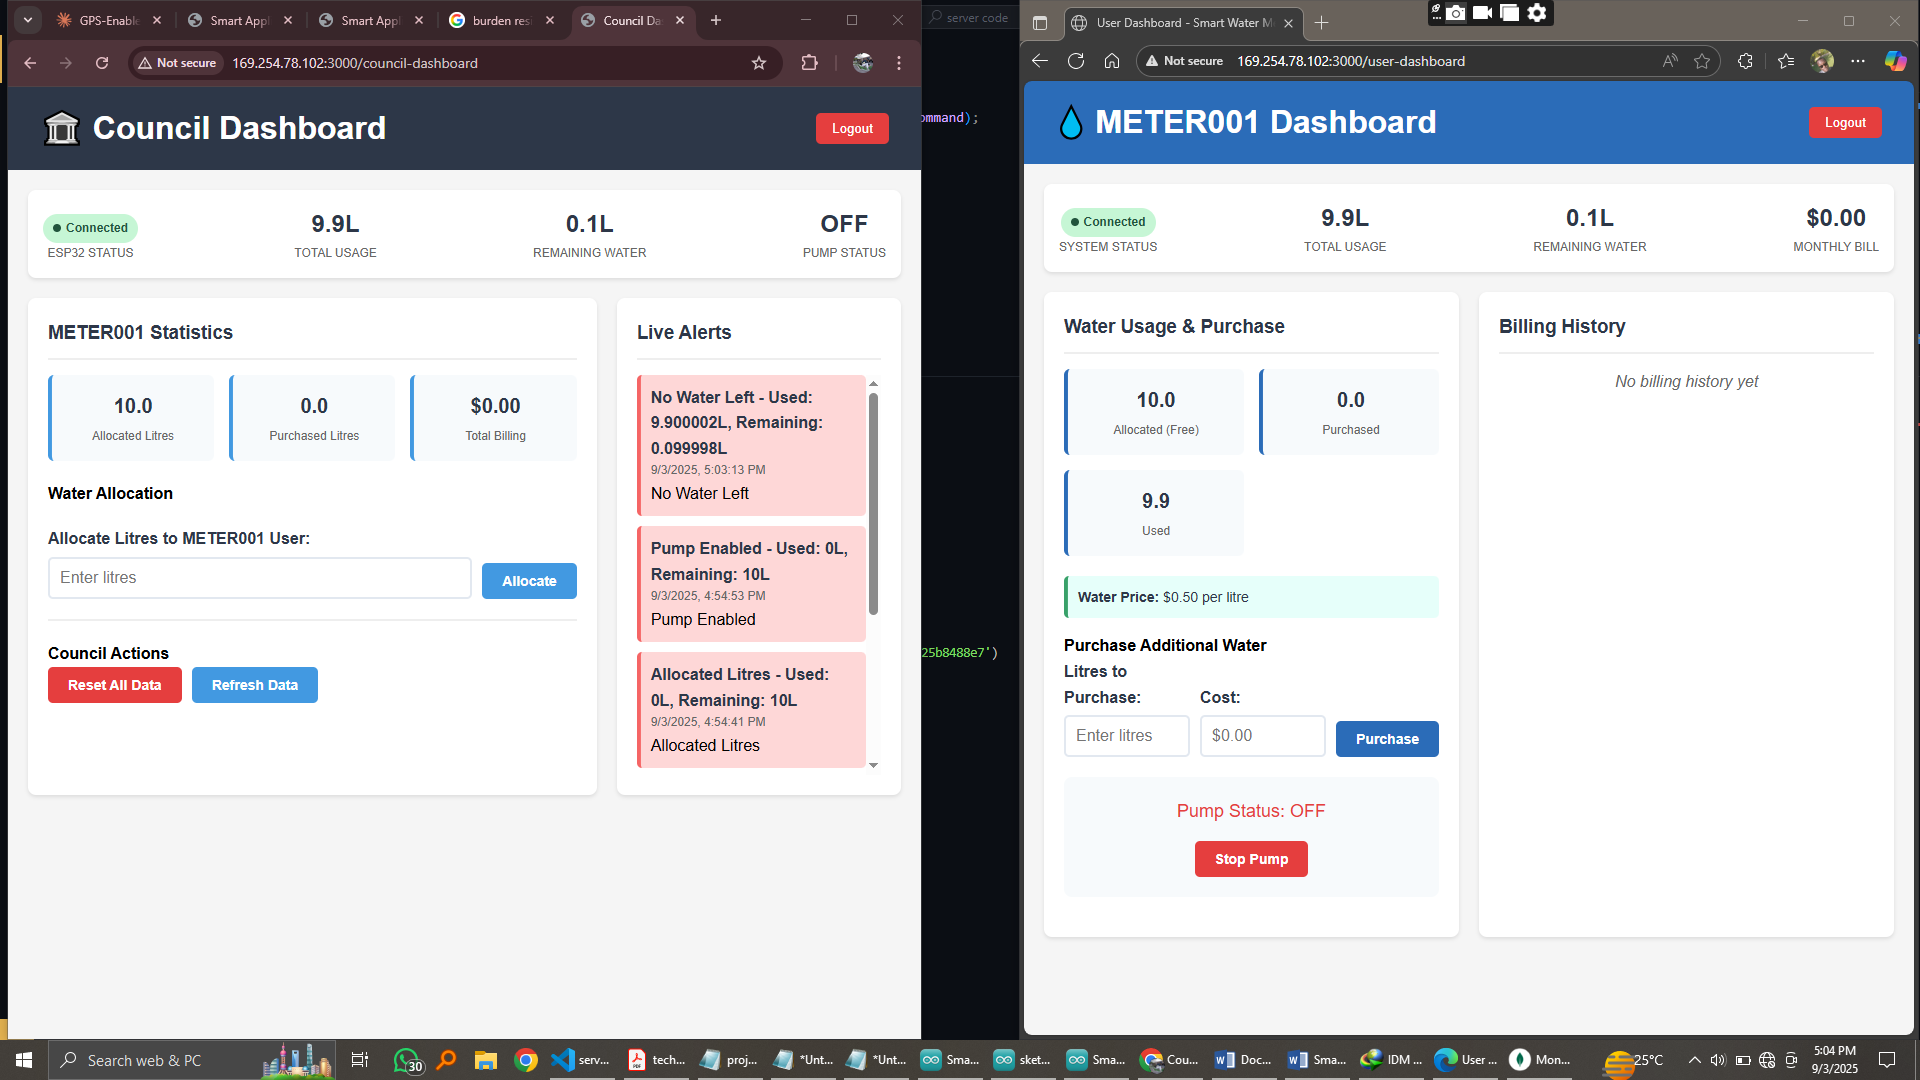 GPS-Enable
Smart Appl
Smart Appl
burden resi
Council Da
server code
User Dashboard - Smart Water M
Not secure
169.254.78.102:3000/council-dashboard
Not secure
169.254.78.102:3000/user-dashboard
Council Dashboard
Logout
ommand);
METER001 Dashboard
Logout
Connected
ESP32 STATUS
9.9L
TOTAL USAGE
0.1L
REMAINING WATER
OFF
PUMP STATUS
Connected
SYSTEM STATUS
9.9L
TOTAL USAGE
0.1L
REMAINING WATER
$0.00
MONTHLY BILL
METER001 Statistics
10.0
Allocated Litres
0.0
Purchased Litres
$0.00
Total Billing
Water Allocation
Allocate Litres to METER001 User:
Enter litres
Allocate
Council Actions
Reset All Data
Refresh Data
Live Alerts
No Water Left - Used:
9.900002L, Remaining:
0.099998L
9/3/2025, 5:03:13 PM
No Water Left
Pump Enabled - Used: 0L,
Remaining: 10L
9/3/2025, 4:54:53 PM
Pump Enabled
Allocated Litres - Used:
0L, Remaining: 10L
9/3/2025, 4:54:41 PM
Allocated Litres
25b8488e7')
Water Usage & Purchase
10.0
Allocated (Free)
0.0
Purchased
9.9
Used
Water Price: $0.50 per litre
Purchase Additional Water
Litres to
Purchase:
Cost:
Enter litres
$0.00
Purchase
Pump Status: OFF
Stop Pump
Billing History
No billing history yet
Search web & PC
30
serv...
tech...
proj...
*Unt...
*Unt...
Sma...
sket...
Sma...
Cou...
Doc...
Sma...
IDM ...
User ...
Mon...
25°C
5:04 PM
9/3/2025